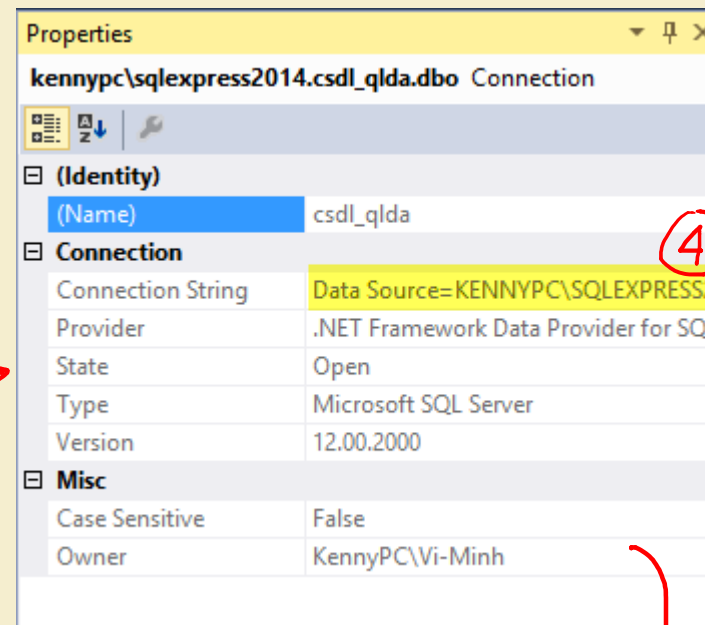 Properties
kennypc\sqlexpress2014.csdl_qlda.dbo Connection
(Identity)
(Name) csdl_qlda
4
Connection
Connection String Data Source=KENNYPC\SQLEXPRESS
Provider .NET Framework Data Provider for SQ
State Open
Type Microsoft SQL Server
Version 12.00.2000
Misc
Case Sensitive False
Owner KennyPC\Vi-Minh